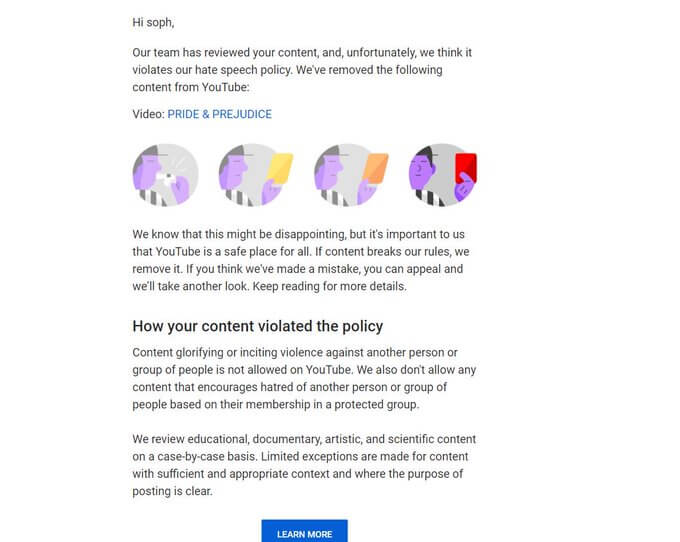 Hi soph,
Our team has reviewed your content, and, unfortunately, we think it
violates our hate speech policy. We've removed the following
content from YouTube:
Video: PRIDE & PREJUDICE
We know that this might be disappointing, but it's important to us
that YouTube is a safe place for all. If content breaks our rules, we
remove it. If you think we've made a mistake, you can appeal and
we'll take another look. Keep reading for more details.
How your content violated the policy
Content glorifying or inciting violence against another person or
group of people is not allowed on YouTube. We also don't allow any
content that encourages hatred of another person or group of
people based on their membership in a protected group.
We review educational, documentary, artistic, and scientific content
on a case-by-case basis. Limited exceptions are made for content
with sufficient and appropriate context and where the purpose of
posting is clear.
LEARN MORE